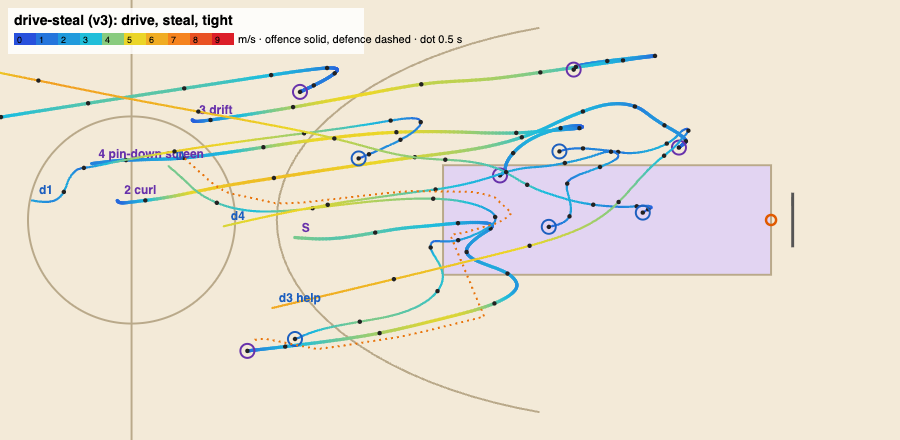 drive-steal (v3): drive, steal, tight
0 1 2 3 4 5 6 7 8 9 m/s · offence solid, defence dashed · dot 0.5 s
3 drift
4 pin-down screen
d1
2 curl
d4
S
d3 help